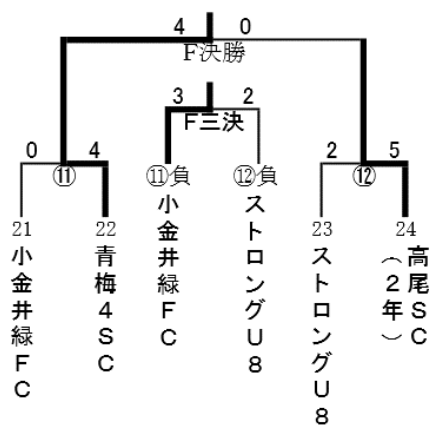 4 0
F決勝
3 2
F三決
0 4 2 5
⑪ ⑪負 ⑫負 ⑫
21 22 23 24
小金井緑FC
青梅4SC
小金井緑FC
ストロングU8
ストロングU8
高尾SC
(2年)